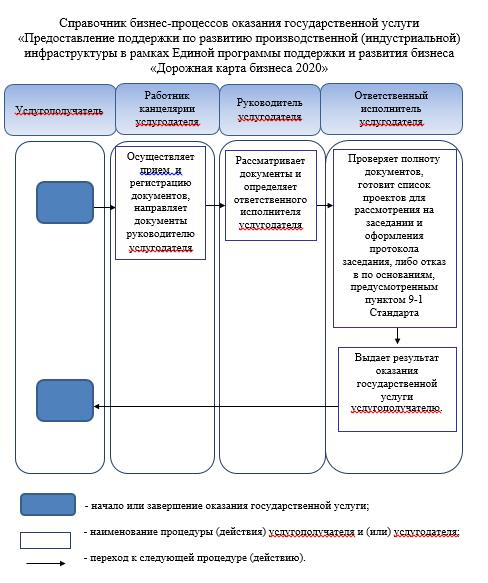 Справочник бизнес-процессов оказания государственной услуги
«Предоставление поддержки по развитию производственной (индустриальной)
инфраструктуры в рамках Единой программы поддержки и развития бизнеса
«Дорожная карта бизнеса 2020»
Услугополучатель
Работник
канцелярии
услугодателя
Руководитель
услугодателя
Ответственный
исполнитель
услугодателя
Осуществляет
прием и
регистрацию
документов,
направляет
документы
руководителю
услугодателя
Рассматривает
документы и
определяет
ответственного
исполнителя
услугодателя
Проверяет полноту
документов,
готовит список
проектов для
рассмотрения на
заседании и
оформления
протокола
заседания, либо отказ
в по основаниям,
предусмотренным
пунктом 9-1
Стандарта
Выдает результат
оказания
государственной
услуги
услугополучателю.
- начало или завершение оказания государственной услуги;
- наименование процедуры (действия) услугополучателя и (или) услугодателя;
- переход к следующей процедуре (действию).